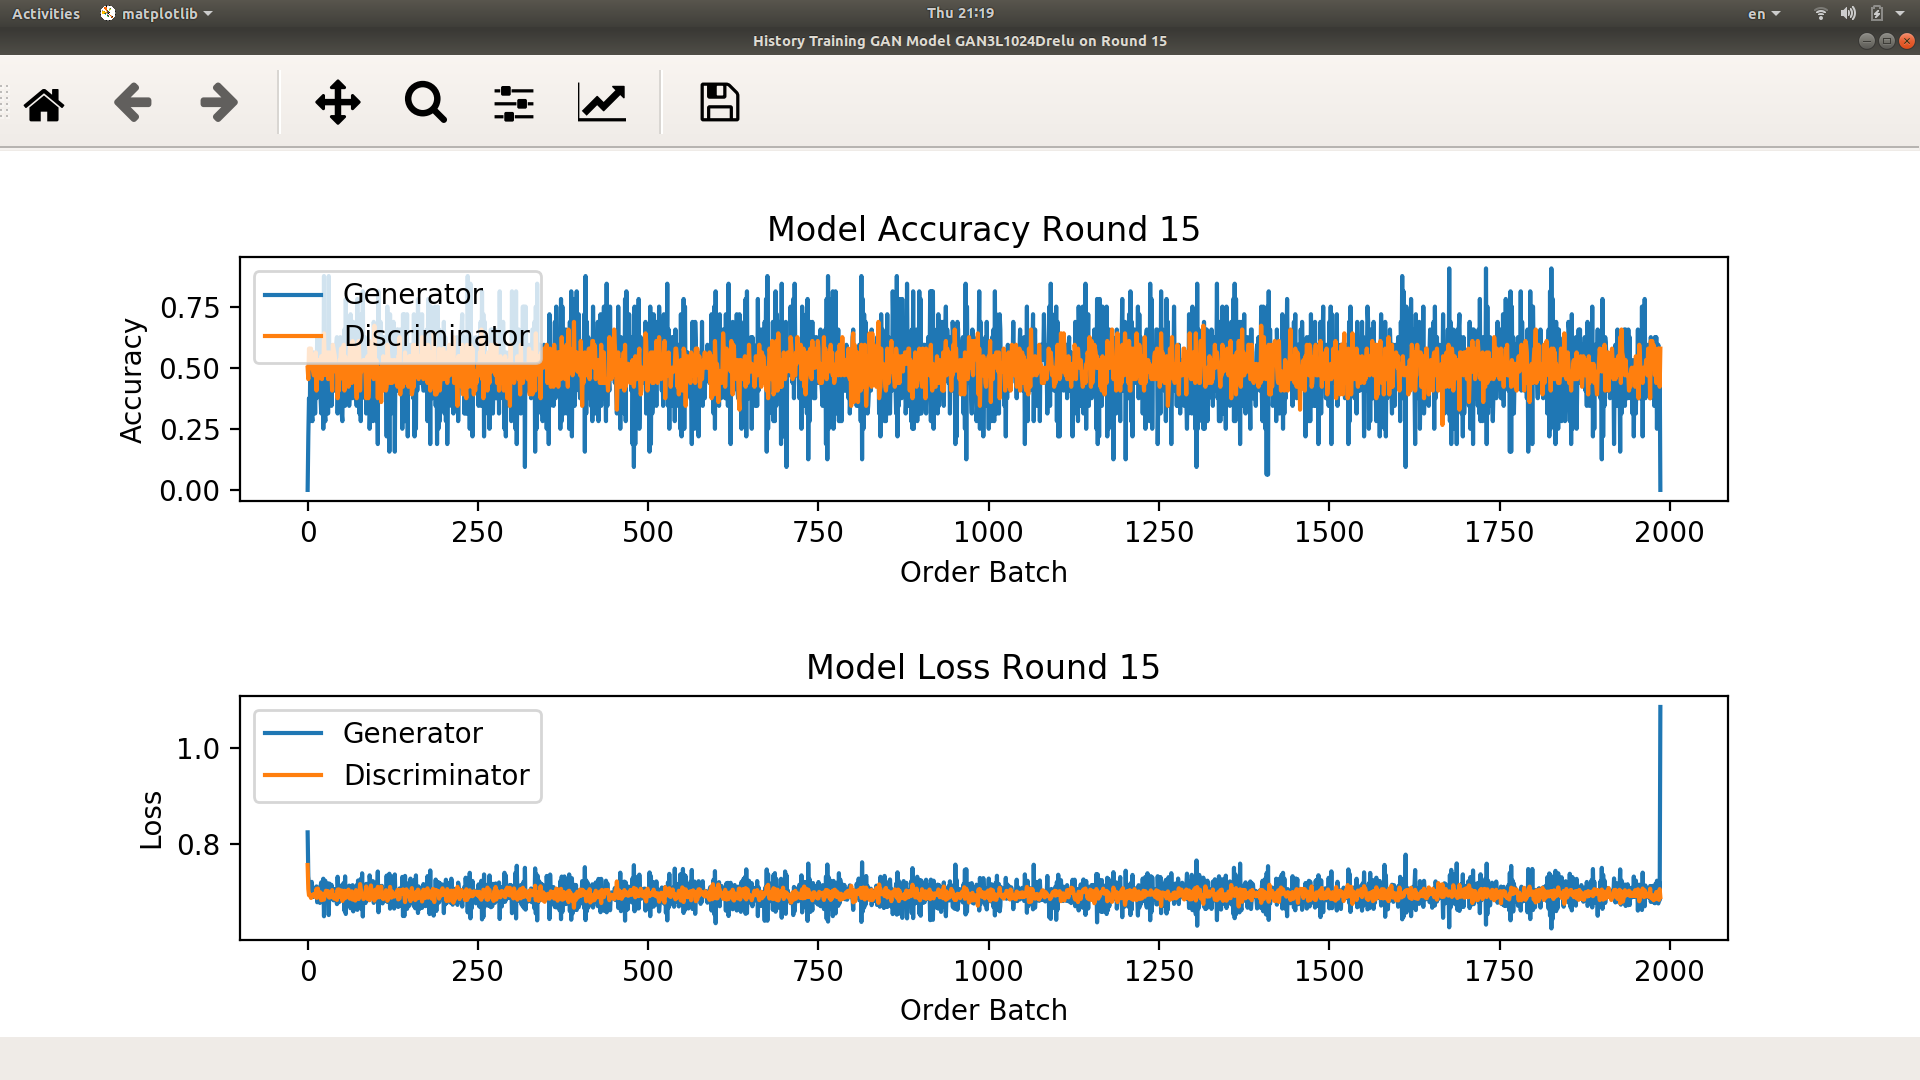 Activities matplotlib Thu 21:19 en
History Training GAN Model GAN3L1024Drelu on Round 15
Model Accuracy Round 15
Generator
Discriminator
Accuracy
0.75
0.50
0.25
0.00
0 250 500 750 1000 1250 1500 1750 2000
Order Batch
Model Loss Round 15
Generator
Discriminator
Loss
1.0
0.8
0 250 500 750 1000 1250 1500 1750 2000
Order Batch